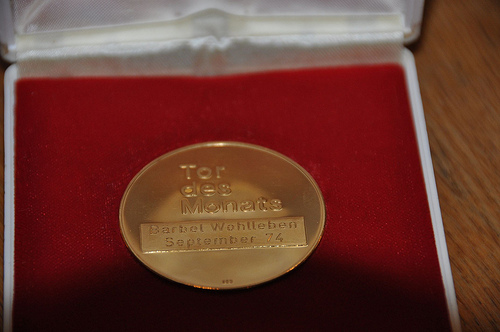 Tor
des
Monats
Bärbel Wohlleben
September 74